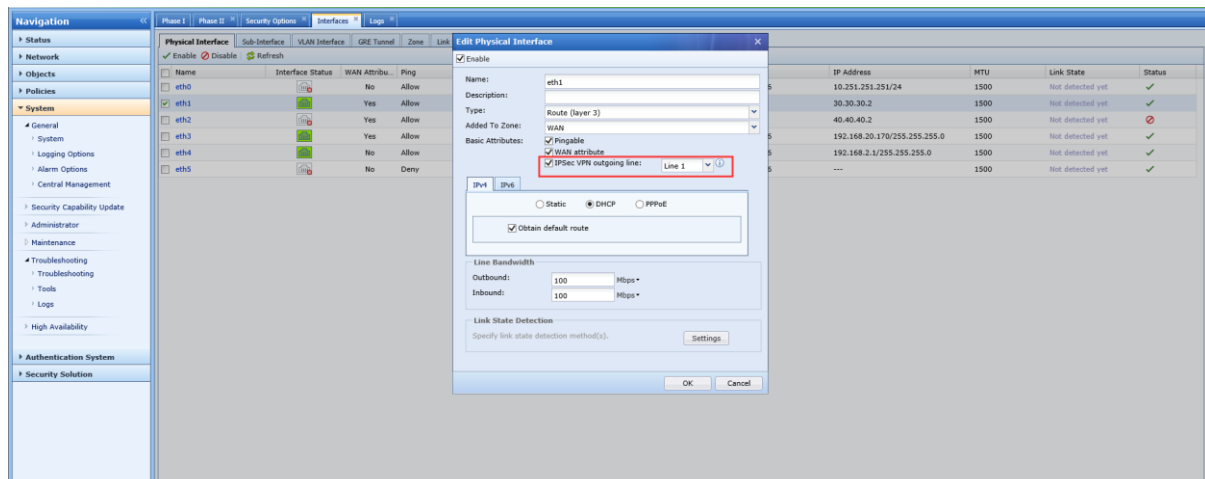 Navigation
Status
Network
Objects
Policies
System
General
System
Logging Options
Alarm Options
Central Management
Security Capability Update
Administrator
Maintenance
Troubleshooting
Troubleshooting
Tools
Logs
High Availability
Authentication System
Security Solution
Phase I Phase II Security Options Interfaces Logs
Physical Interface Sub-Interface VLAN Interface GRE Tunnel Zone Link
Enable Disable Refresh
Name Interface Status WAN Attribu... Ping IP Address MTU Link State Status
eth0 No Allow 10.251.251.251/24 1500 Not detected yet
eth1 Yes Allow 30.30.30.2 1500 Not detected yet
eth2 Yes Allow 40.40.40.2 1500 Not detected yet
eth3 Yes Allow 192.168.20.170/255.255.255.0 1500 Not detected yet
eth4 No Allow 192.168.2.1/255.255.255.0 1500 Not detected yet
eth5 No Deny --- 1500 Not detected yet
Edit Physical Interface
Enable
Name: eth1
Description:
Type: Route (layer 3)
Added To Zone: WAN
Basic Attributes: Pingable
WAN attribute
IPSec VPN outgoing line: Line 1
IPv4 IPv6
Static DHCP PPPoE
Obtain default route
Line Bandwidth
Outbound: 100 Mbps
Inbound: 100 Mbps
Link State Detection
Specify link state detection method(s). Settings
OK Cancel